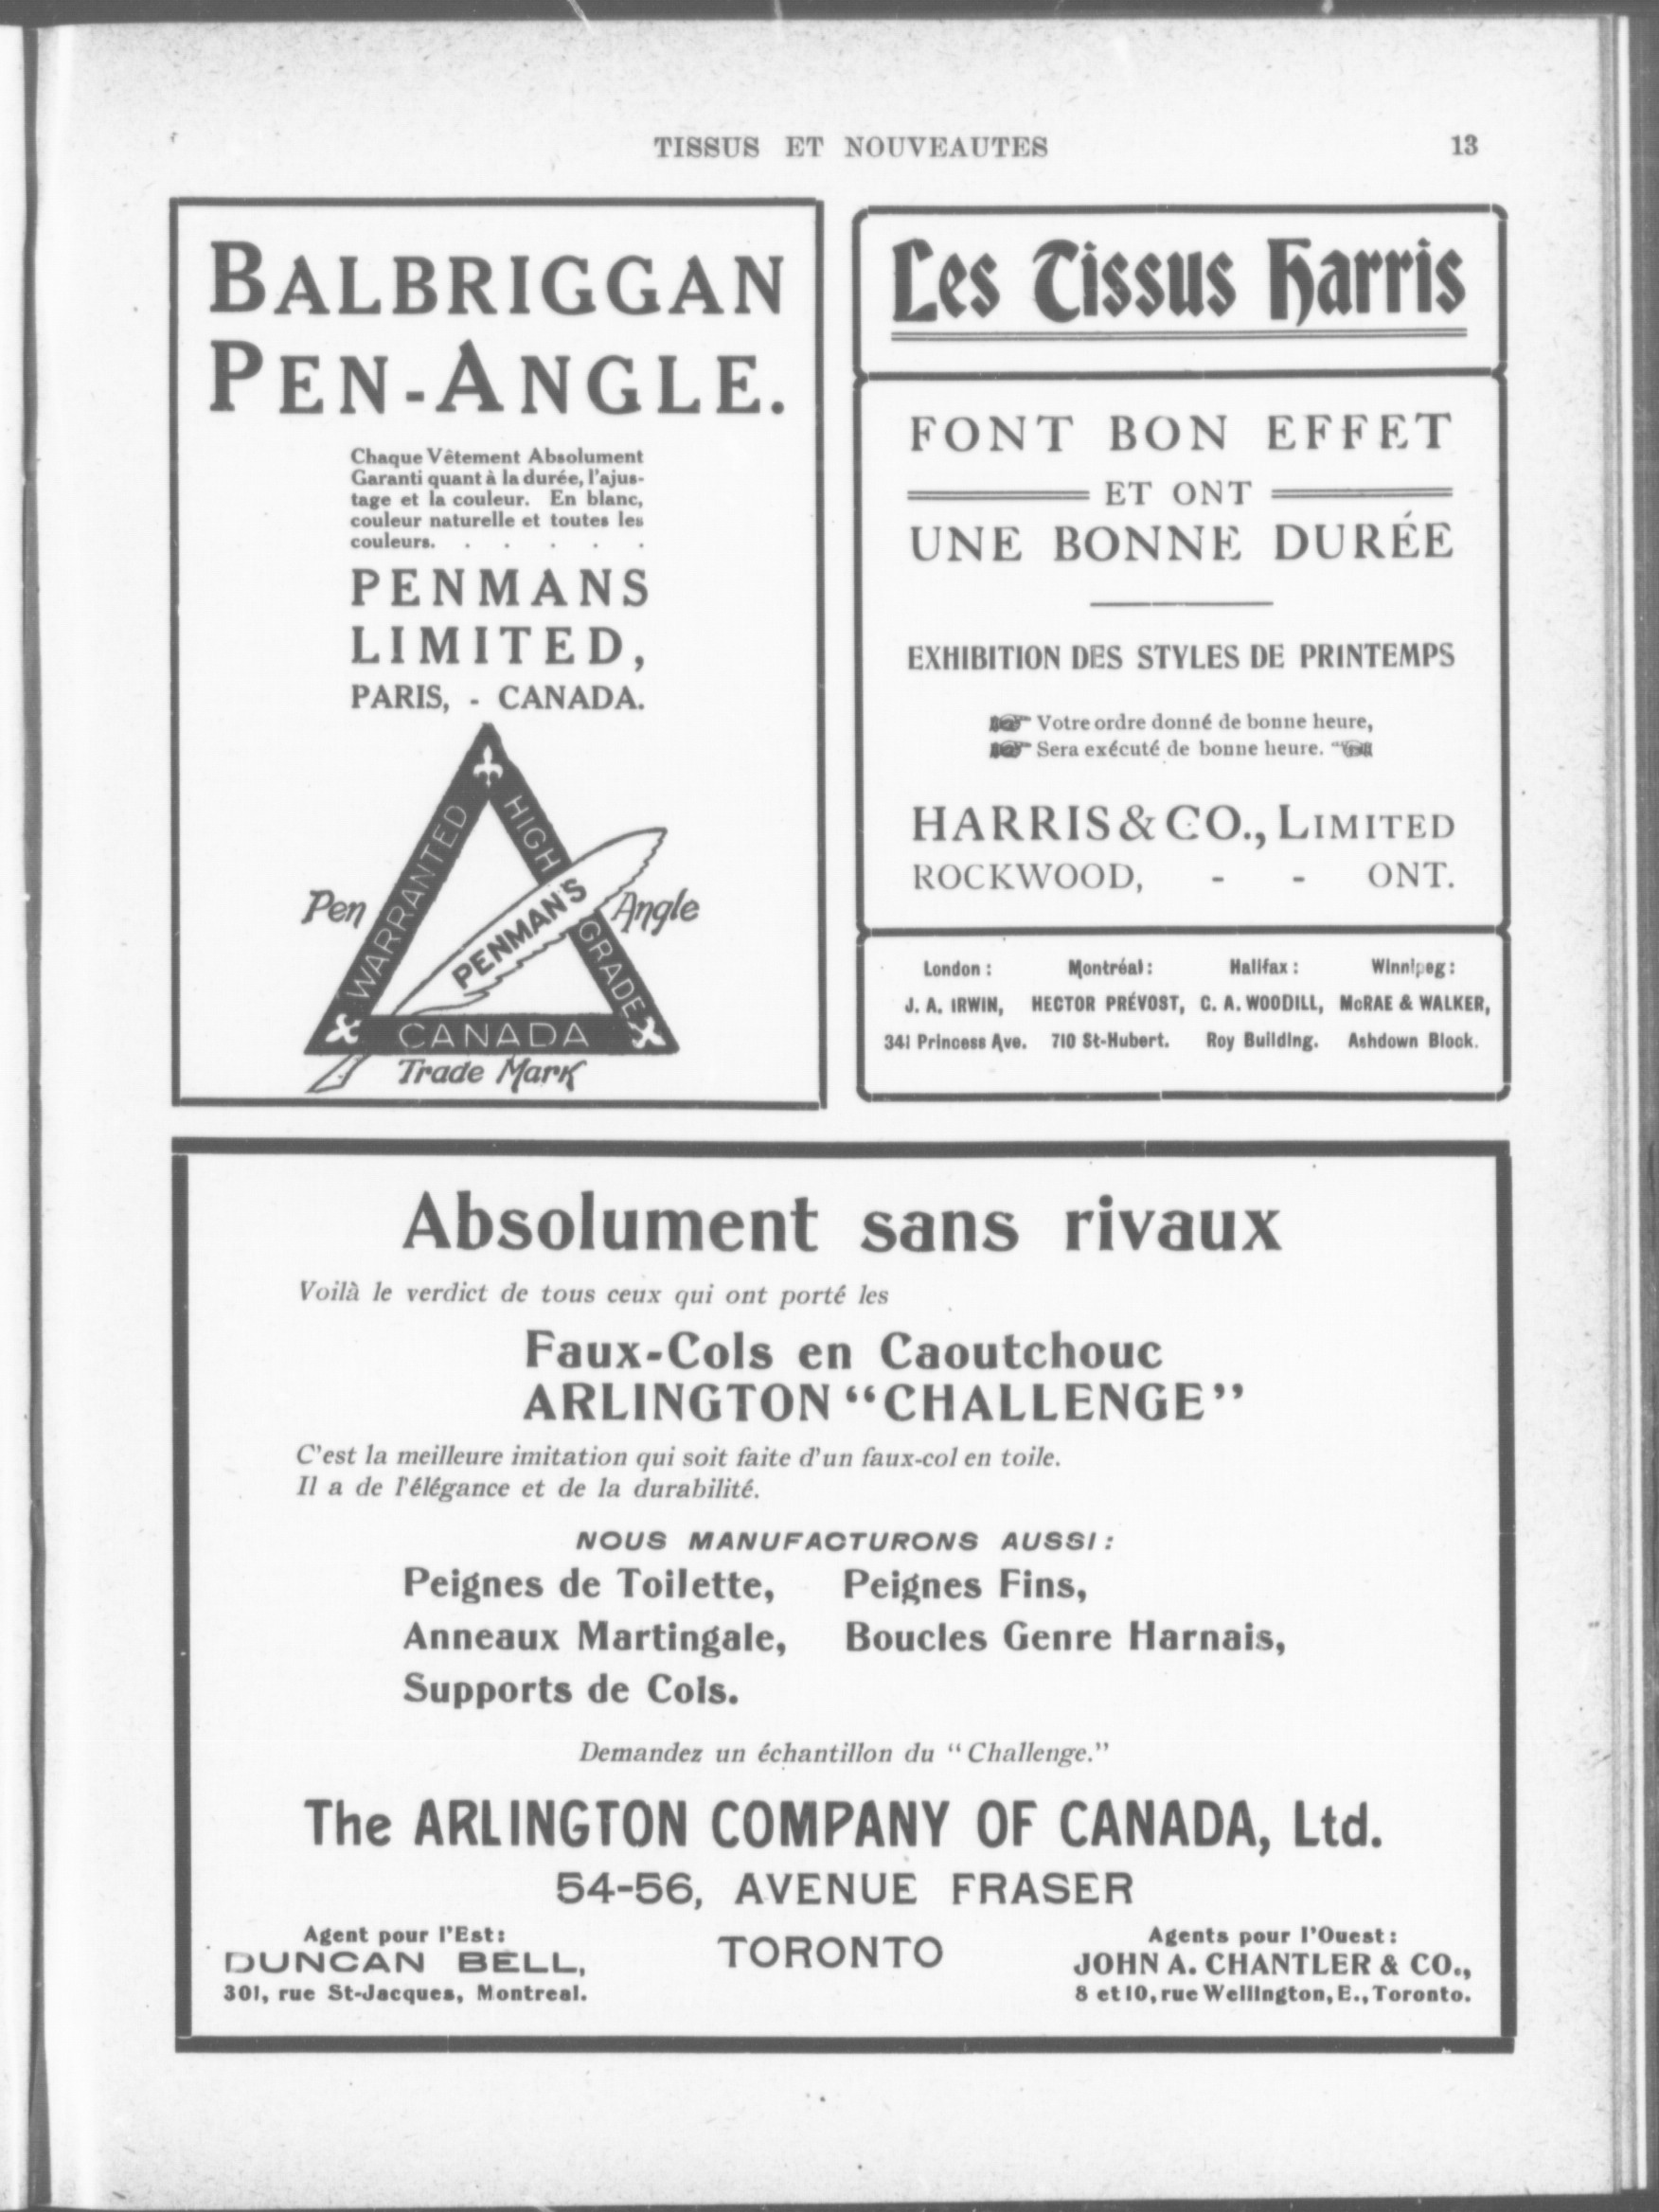 TISSUS ET NOUVEAUTES 13
BALBRIGGAN
PEN-ANGLE.
Chaque Vêtement Absolument
Garanti quant à la durée, l'ajus-
tage et la couleur. En blanc,
couleur naturelle et toutes les
couleurs. . . . . .
PENMANS
LIMITED,
PARIS, - CANADA.
WARRANTED
HIGH GRADE
Pen
PENMAN'S
Angle
CANADA
Trade Mark
Les Tissus Harris
FONT BON EFFET
ET ONT
UNE BONNE DURÉE
EXHIBITION DES STYLES DE PRINTEMPS
Votre ordre donné de bonne heure,
Sera exécuté de bonne heure.
HARRIS & CO., LIMITED
ROCKWOOD, - - ONT.
London : Montréal : Halifax : Winnipeg :
J. A. IRWIN, HECTOR PRÉVOST, C. A. WOODILL, McRAE & WALKER,
341 Princess Ave. 710 St-Hubert. Roy Building. Ashdown Block.
Absolument sans rivaux
Voilà le verdict de tous ceux qui ont porté les
Faux-Cols en Caoutchouc
ARLINGTON "CHALLENGE"
C'est la meilleure imitation qui soit faite d'un faux-col en toile.
Il a de l'élégance et de la durabilité.
NOUS MANUFACTURONS AUSSI :
Peignes de Toilette, Peignes Fins,
Anneaux Martingale, Boucles Genre Harnais,
Supports de Cols.
Demandez un échantillon du "Challenge."
The ARLINGTON COMPANY OF CANADA, Ltd.
54-56, AVENUE FRASER
TORONTO
Agent pour l'Est :
DUNCAN BELL,
301, rue St-Jacques, Montreal.
Agents pour l'Ouest :
JOHN A. CHANTLER & CO.,
8 et 10, rue Wellington, E., Toronto.